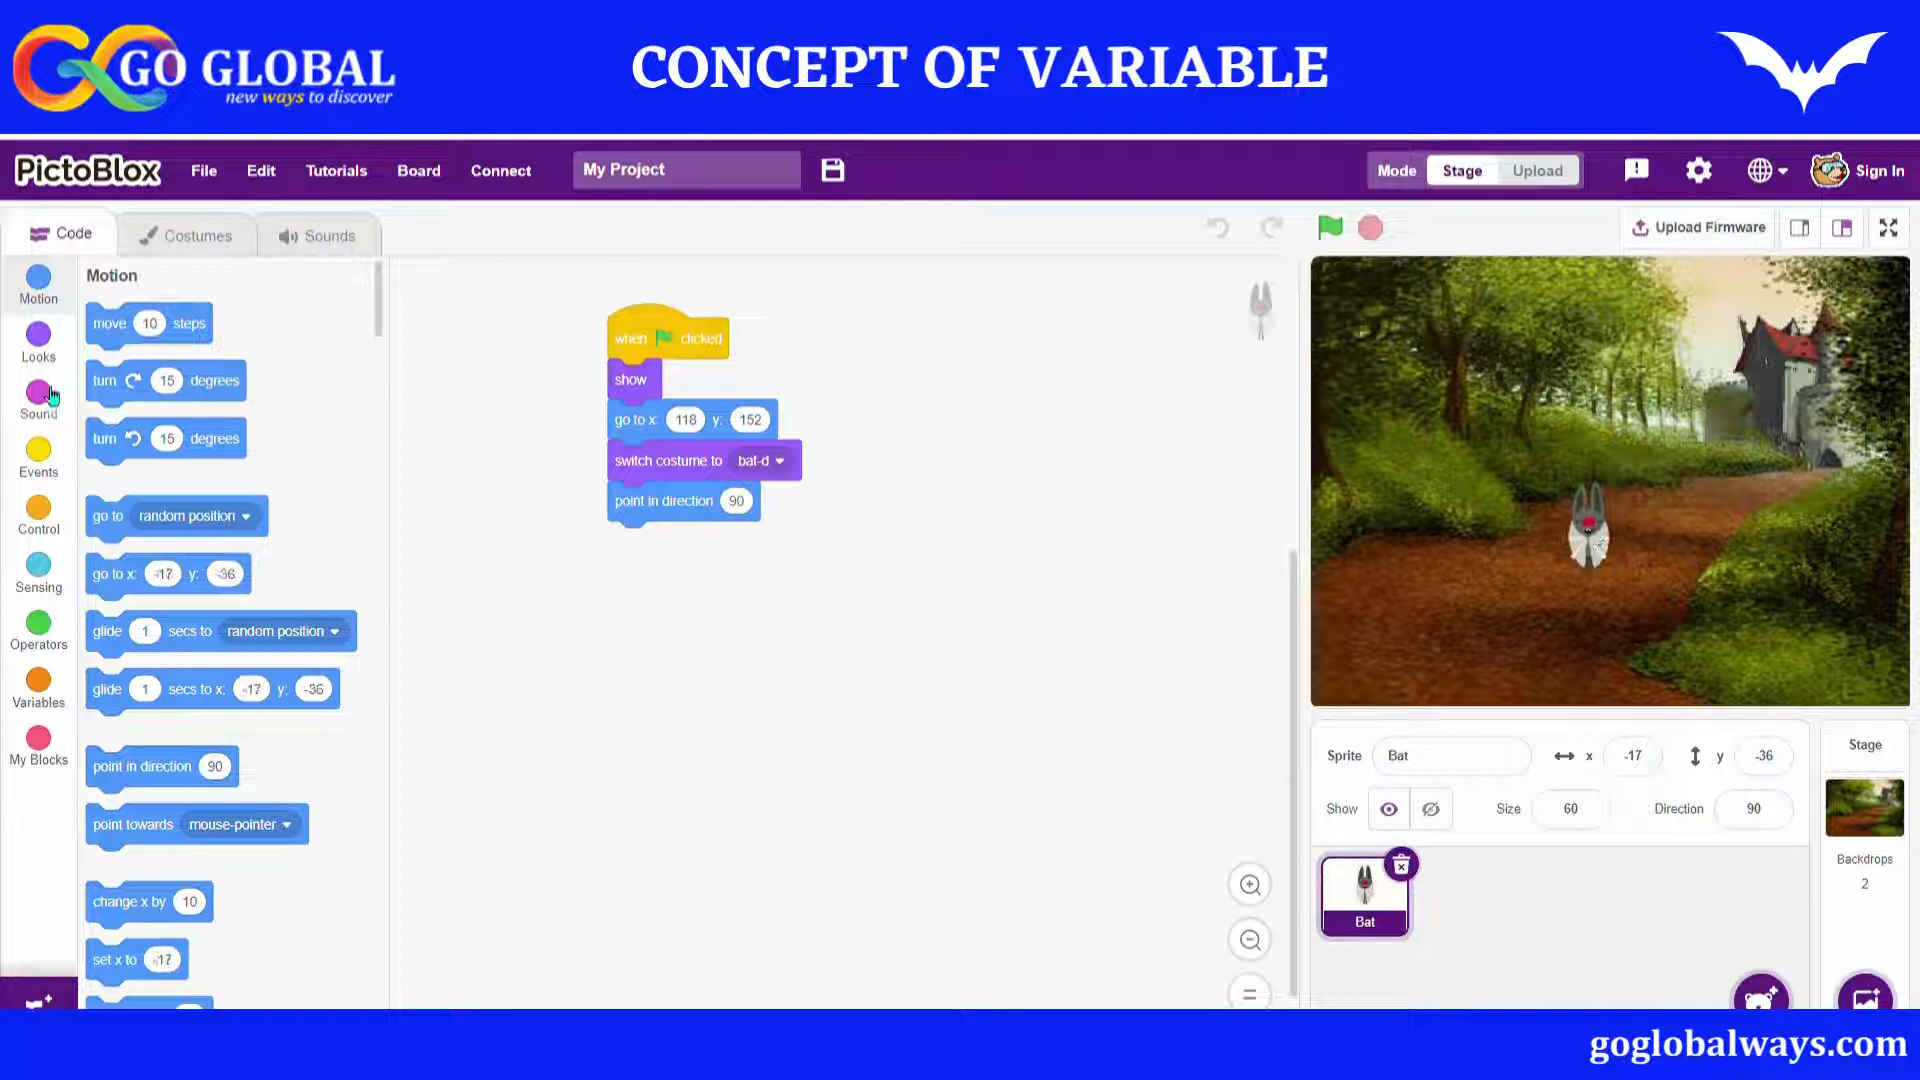 GO GLOBAL
new ways to discover
CONCEPT OF VARIABLE
PictoBlox File Edit Tutorials Board Connect My Project Mode Stage Upload Sign In
Code Costumes Sounds Upload Firmware
Motion
Looks
Sound
Events
Control
Sensing
Operators
Variables
My Blocks
Motion
move 10 steps
turn 15 degrees
turn 15 degrees
go to random position
go to x: -17 y: -36
glide 1 secs to random position
glide 1 secs to x: -17 y: -36
point in direction 90
point towards mouse-pointer
change x by 10
set x to -17
when clicked
show
go to x: 118 y: 152
switch costume to bat-d
point in direction 90
Sprite Bat x -17 y -36
Show Size 60 Direction 90
Bat
Stage
Backdrops
2
goglobalways.com